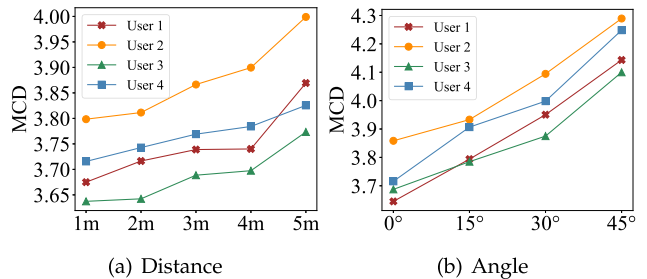 MCD
4.00
3.95
3.90
3.85
3.80
3.75
3.70
3.65
User 1
User 2
User 3
User 4
1m 2m 3m 4m 5m
(a) Distance
MCD
4.3
4.2
4.1
4.0
3.9
3.8
3.7
User 1
User 2
User 3
User 4
0° 15° 30° 45°
(b) Angle